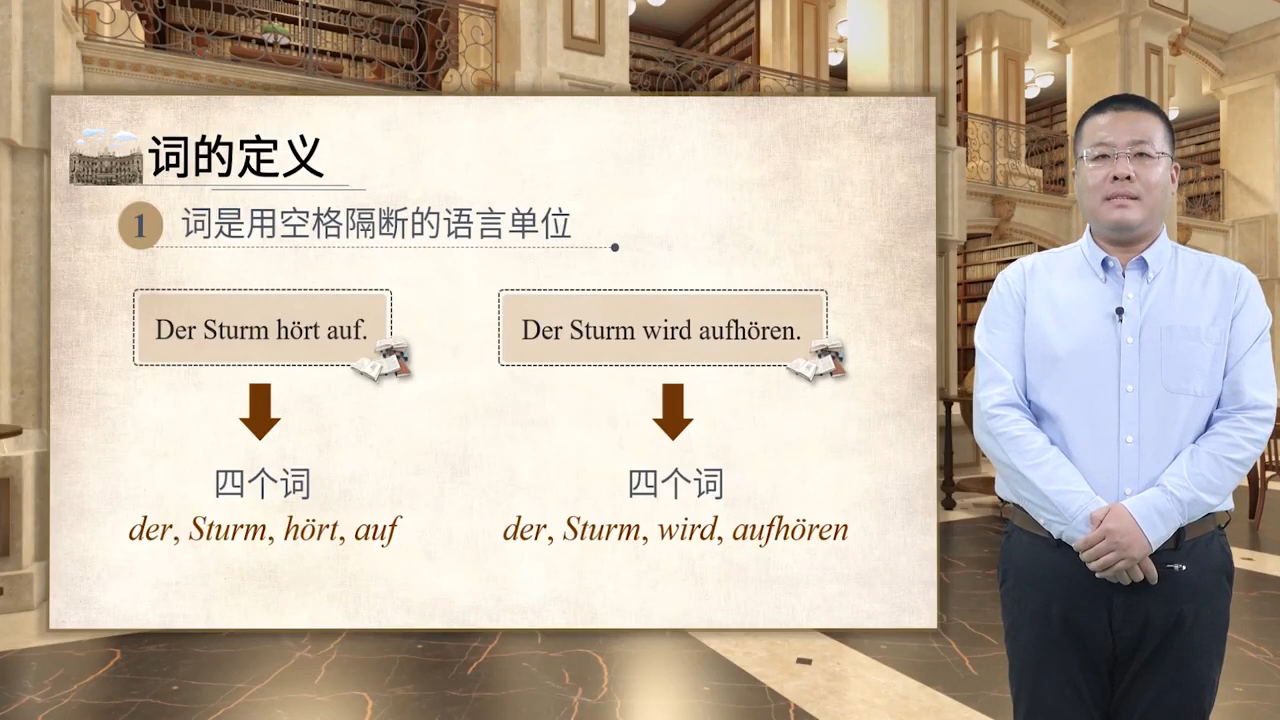 词的定义
1 词是用空格隔断的语言单位
Der Sturm hört auf.
Der Sturm wird aufhören.
四个词
四个词
der, Sturm, hört, auf
der, Sturm, wird, aufhören